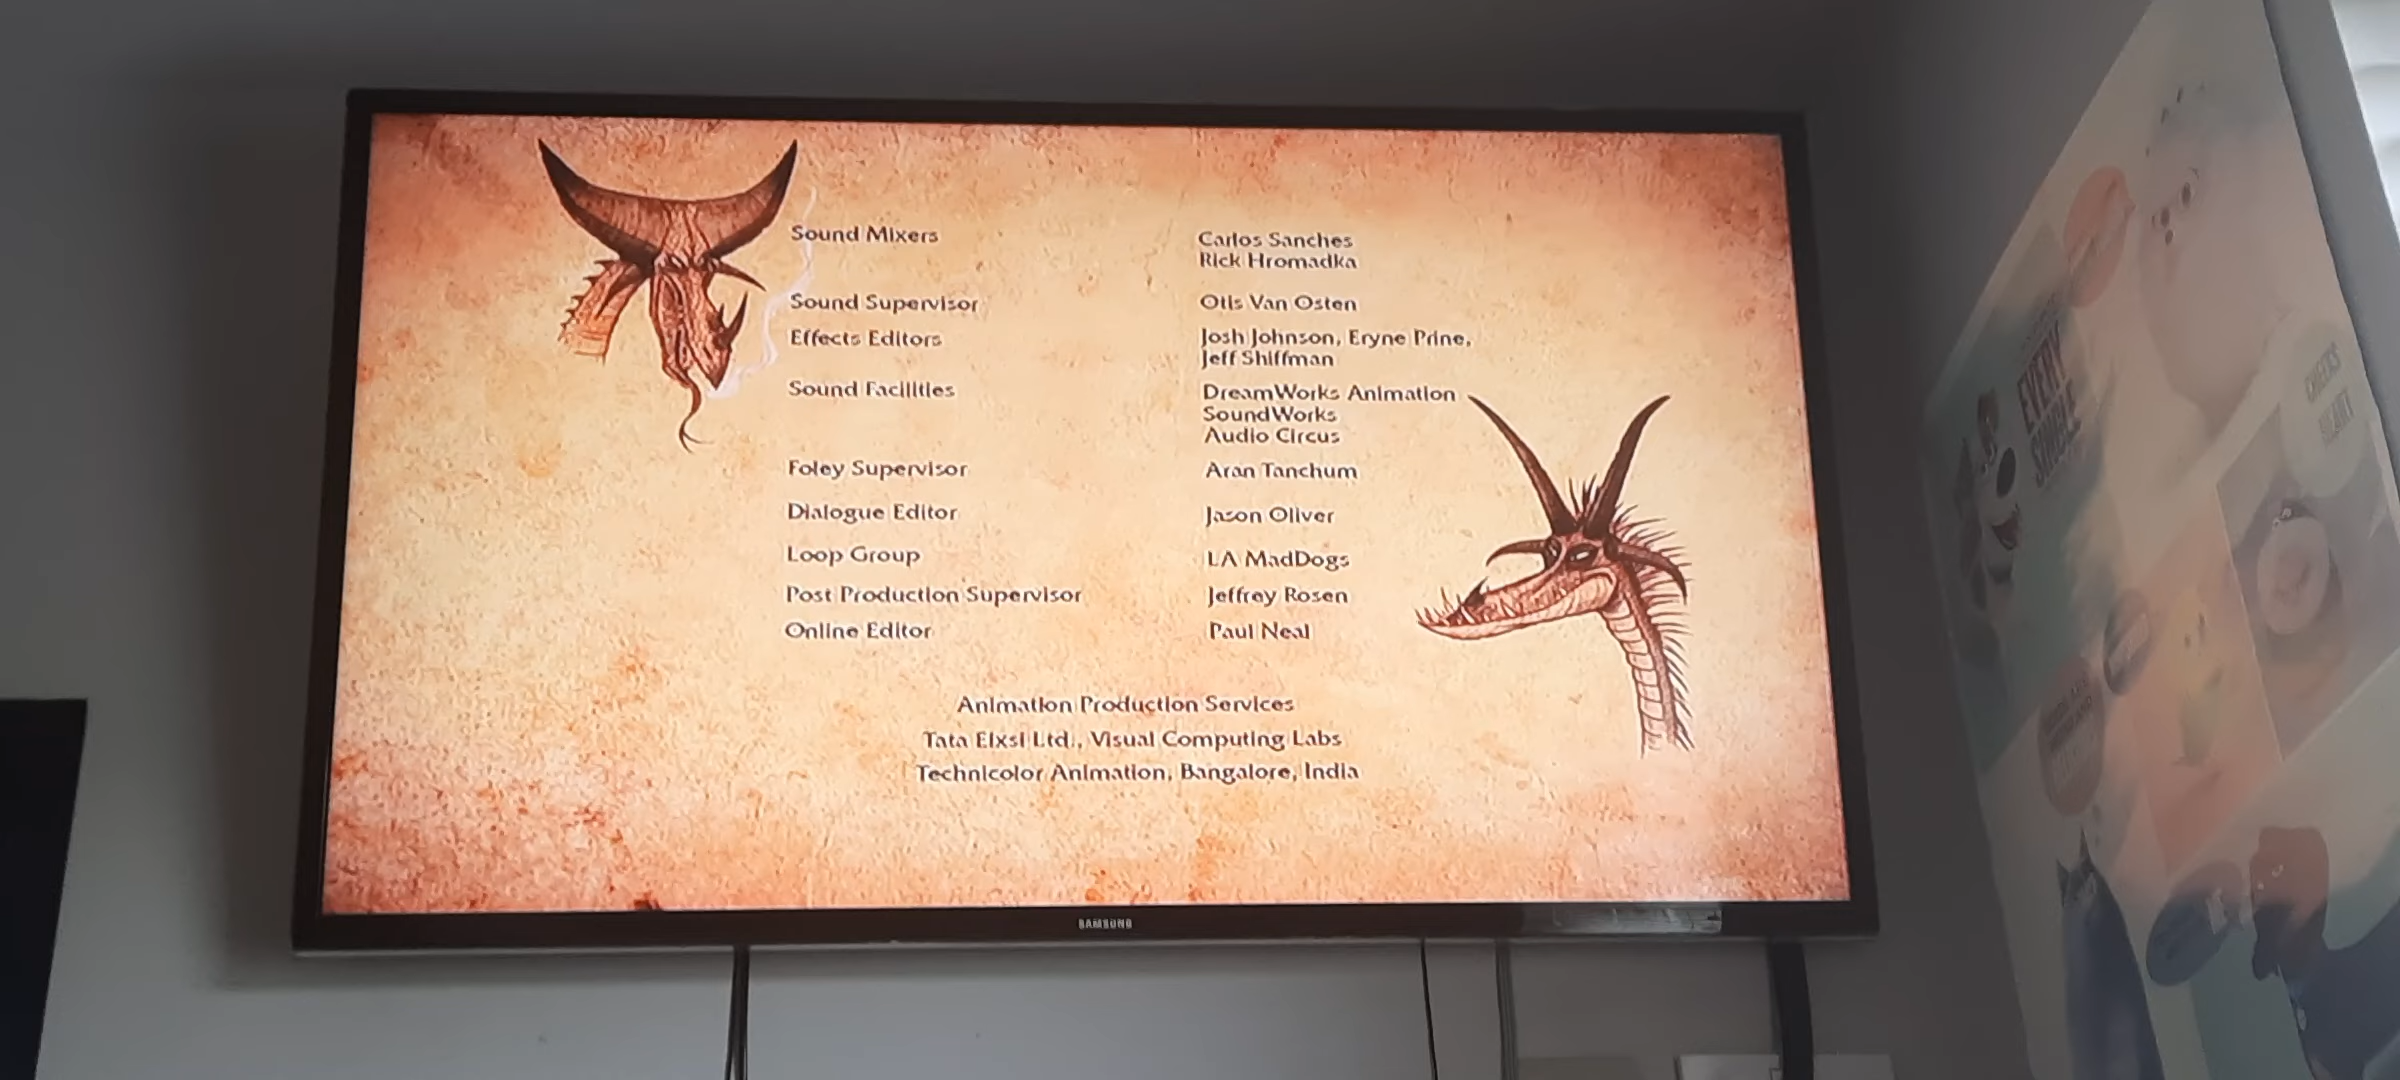 Sound Mixers
Carlos Sanches
Rick Hromadka
Sound Supervisor
Otis Van Osten
Effects Editors
Josh Johnson, Eryne Prine,
Jeff Shiffman
Sound Facilities
DreamWorks Animation
SoundWorks
Audio Circus
Foley Supervisor
Aran Tanchum
Dialogue Editor
Jason Oliver
Loop Group
LA MadDogs
Post Production Supervisor
Jeffrey Rosen
Online Editor
Paul Neal
Animation Production Services
Tata Elxsi Ltd., Visual Computing Labs
Technicolor Animation, Bangalore, India
SAMSUNG
EVERY
SMILE